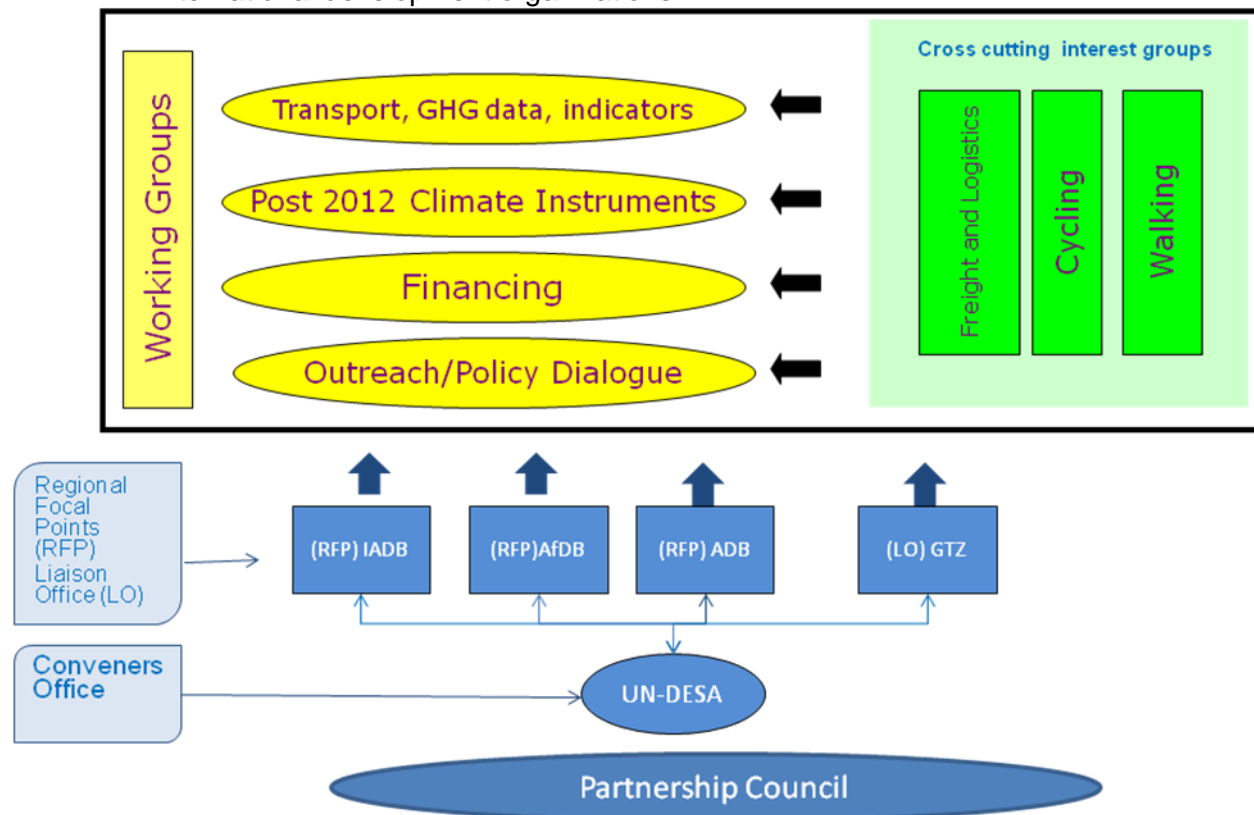 Working Groups
Transport, GHG data, indicators
Post 2012 Climate Instruments
Financing
Outreach/Policy Dialogue
Cross cutting interest groups
Freight and Logistics
Cycling
Walking
Regional
Focal
Points
(RFP)
Liaison
Office (LO)
(RFP) IADB
(RFP)AfDB
(RFP) ADB
(LO) GTZ
Conveners
Office
UN-DESA
Partnership Council